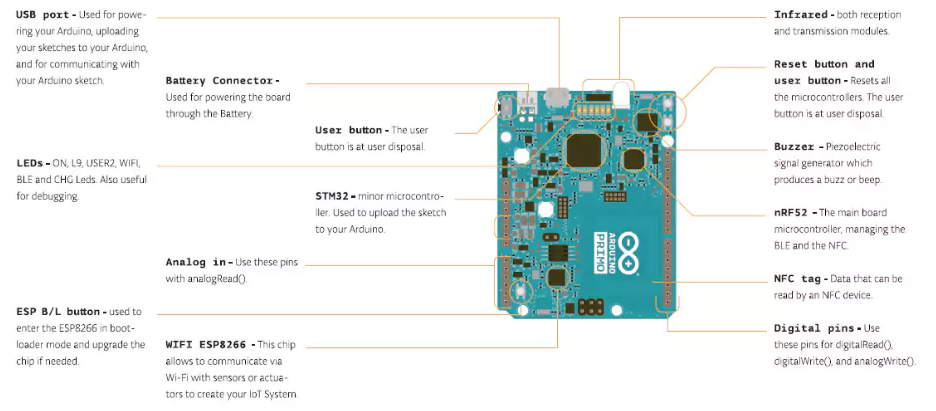 USB port - Used for powe-
ring your Arduino, uploading
your sketches to your Arduino,
and for communicating with
your Arduino sketch.
Battery Connector -
Used for powering the board
through the Battery.
User button - The user
button is at user disposal.
LEDs - ON, L9, USER2, WIFI,
BLE and CHG Leds. Also useful
for debugging.
STM32 - minor microcontro-
ller. Used to upload the sketch
to your Arduino.
Analog in - Use these pins
with analogRead().
ESP B/L button - used to
enter the ESP8266 in boot-
loader mode and upgrade the
chip if needed.
WIFI ESP8266 - This chip
allows to communicate via
Wi-Fi with sensors or actua-
tors to create your IoT System.
ARDUINO
PRIMO
Infrared - both reception
and transmission modules.
Reset button and
user button - Resets all
the microcontrollers. The user
button is at user disposal.
Buzzer - Piezoelectric
signal generator which
produces a buzz or beep.
nRF52 - The main board
microcontroller, managing the
BLE and the NFC.
NFC tag - Data that can be
read by an NFC device.
Digital pins - Use
these pins for digitalRead(),
digitalWrite(), and analogWrite().